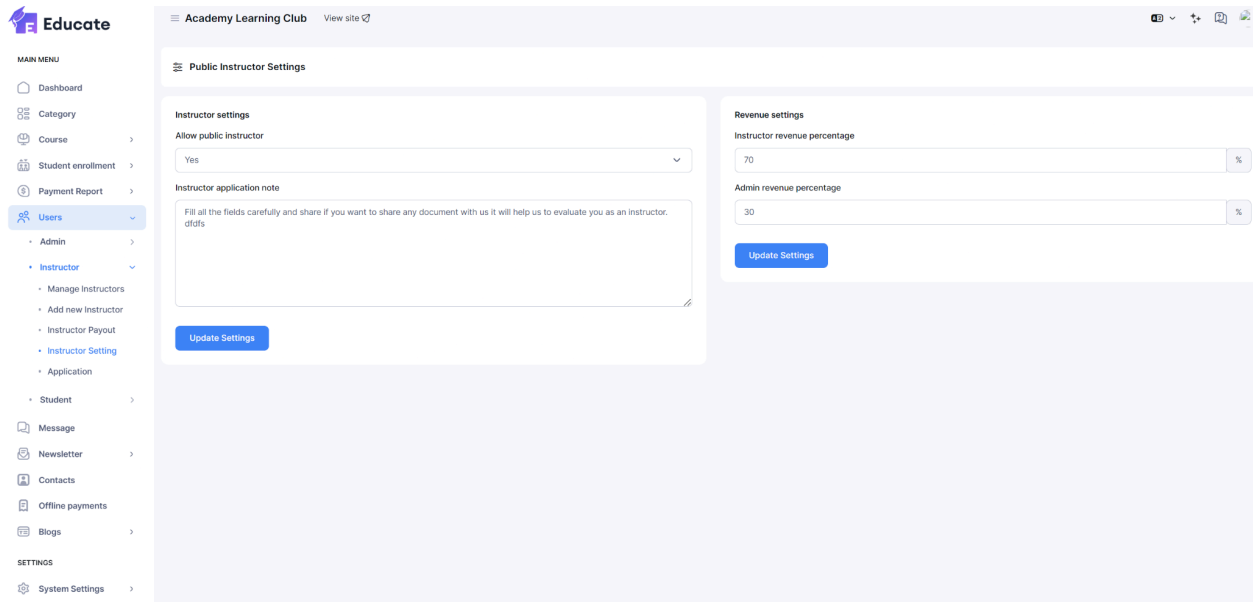 Educate
Academy Learning Club View site
MAIN MENU
Dashboard
Category
Course
Student enrollment
Payment Report
Users
Admin
Instructor
Manage Instructors
Add new Instructor
Instructor Payout
Instructor Setting
Application
Student
Message
Newsletter
Contacts
Offline payments
Blogs
SETTINGS
System Settings
Public Instructor Settings
Instructor settings
Allow public instructor
Yes
Instructor application note
Fill all the fields carefully and share if you want to share any document with us it will help us to evaluate you as an instructor.
dfdfs
Update Settings
Revenue settings
Instructor revenue percentage
70 %
Admin revenue percentage
30 %
Update Settings